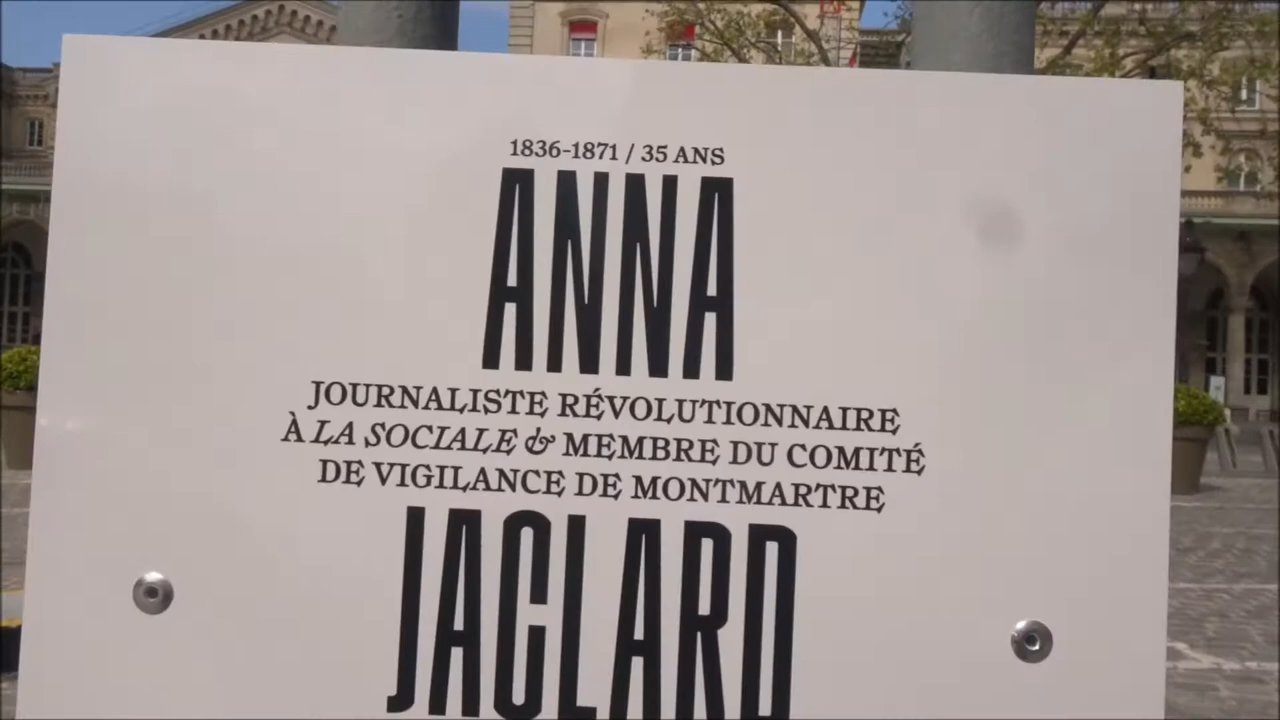 1836-1871 / 35 ANS
ANNA
JOURNALISTE RÉVOLUTIONNAIRE
À LA SOCIALE & MEMBRE DU COMITÉ
DE VIGILANCE DE MONTMARTRE
JACLARD